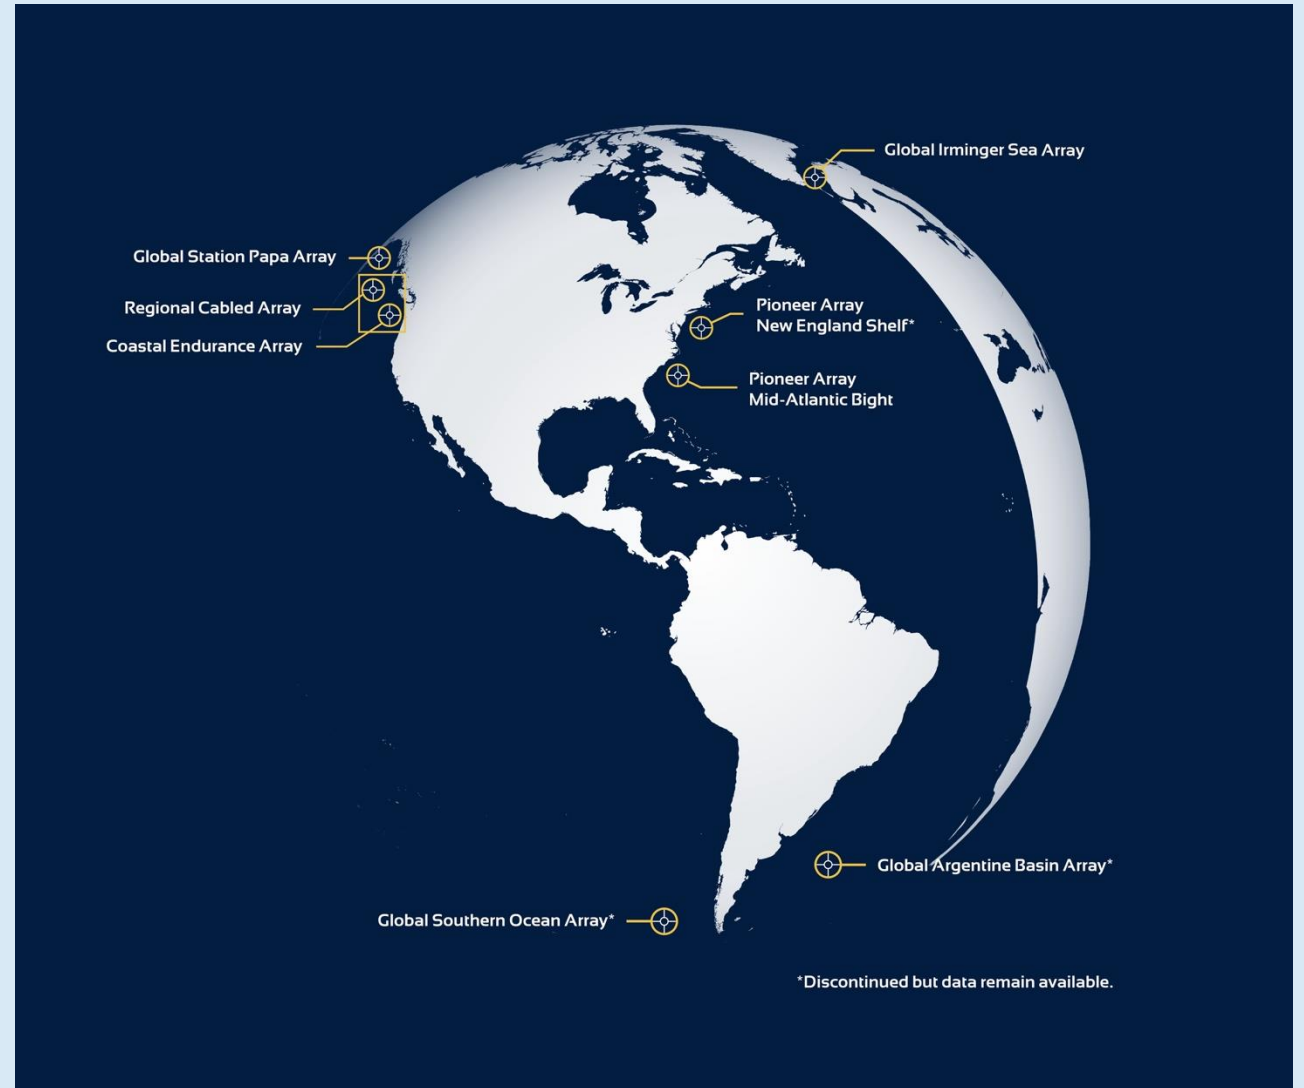 Global Irminger Sea Array
Global Station Papa Array
Regional Cabled Array
Coastal Endurance Array
Pioneer Array
New England Shelf*
Pioneer Array
Mid-Atlantic Bight
Global Argentine Basin Array*
Global Southern Ocean Array*
*Discontinued but data remain available.